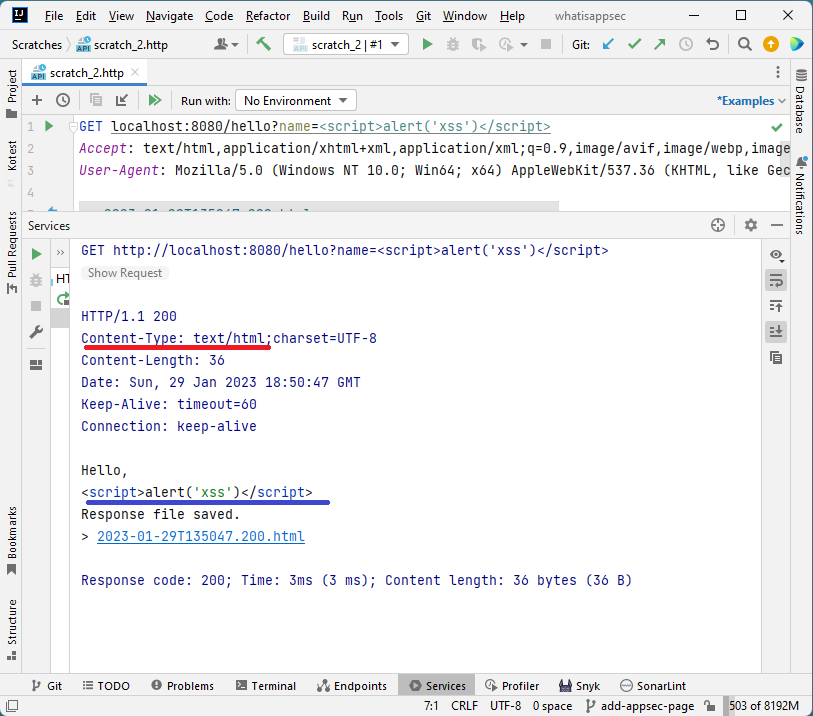 File Edit View Navigate Code Refactor Build Run Tools Git Window Help whatisappsec
Scratches API scratch_2.http API scratch_2 | #1 Git:
API scratch_2.http
Run with: No Environment *Examples
1 GET localhost:8080/hello?name=<script>alert('xss')</script>
2 Accept: text/html,application/xhtml+xml,application/xml;q=0.9,image/avif,image/webp,imag
3 User-Agent: Mozilla/5.0 (Windows NT 10.0; Win64; x64) AppleWebKit/537.36 (KHTML, like Gec
4
Project
Kotest
Pull Requests
Bookmarks
Structure
Database
Notifications
Services
HT
GET http://localhost:8080/hello?name=<script>alert('xss')</script>
Show Request
HTTP/1.1 200
Content-Type: text/html;charset=UTF-8
Content-Length: 36
Date: Sun, 29 Jan 2023 18:50:47 GMT
Keep-Alive: timeout=60
Connection: keep-alive
Hello,
<script>alert('xss')</script>
Response file saved.
> 2023-01-29T135047.200.html
Response code: 200; Time: 3ms (3 ms); Content length: 36 bytes (36 B)
Git TODO Problems Terminal Endpoints Services Profiler Snyk SonarLint
7:1 CRLF UTF-8 0 space add-appsec-page 503 of 8192M